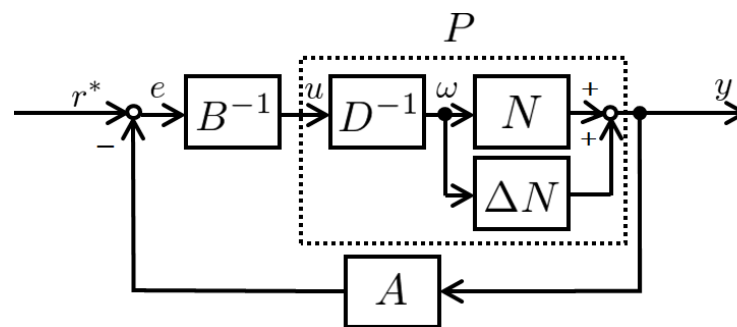 P
r* e u ω + y
B⁻¹ D⁻¹ N
− +
ΔN
A